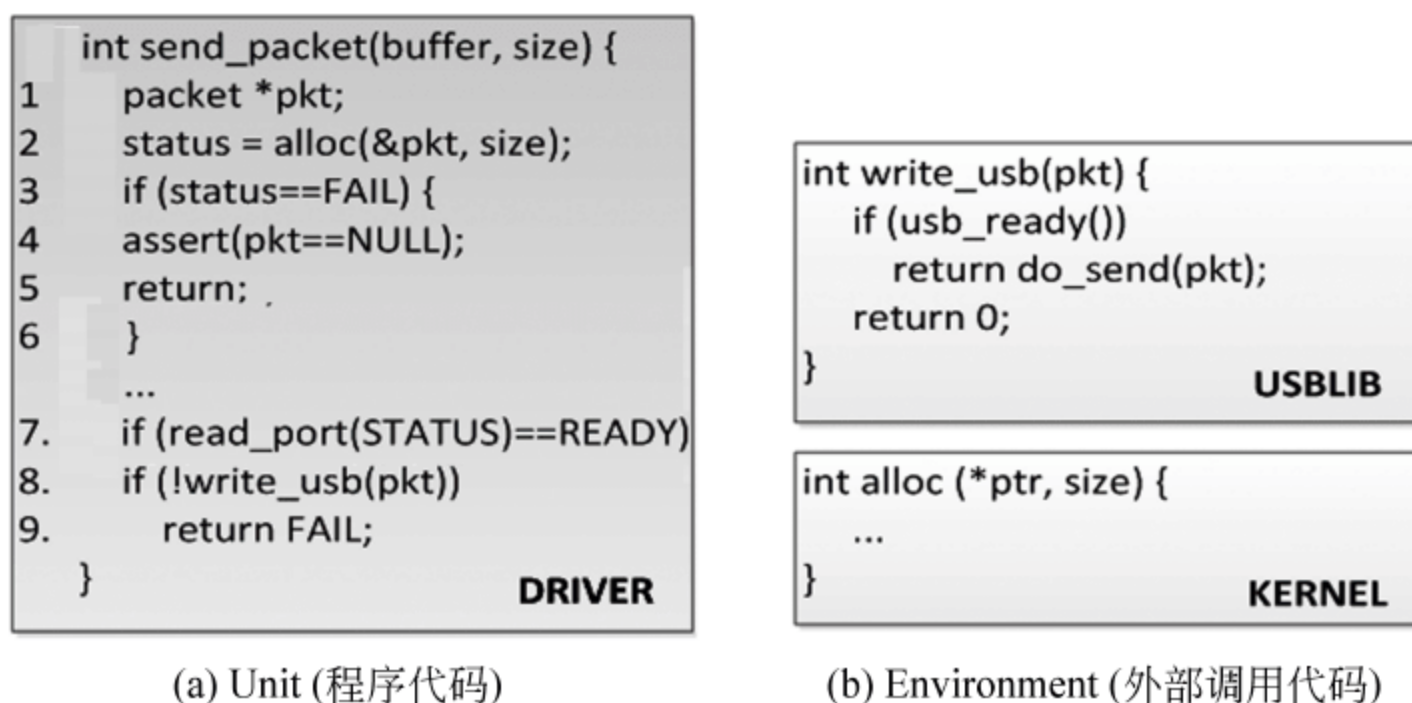 int send_packet(buffer, size) {
1 packet *pkt;
2 status = alloc(&pkt, size);
3 if (status==FAIL) {
4 assert(pkt==NULL);
5 return;
6 }
...
7. if (read_port(STATUS)==READY)
8. if (!write_usb(pkt))
9. return FAIL;
}
DRIVER
(a) Unit (程序代码)
int write_usb(pkt) {
if (usb_ready())
return do_send(pkt);
return 0;
}
USBLIB
int alloc (*ptr, size) {
...
}
KERNEL
(b) Environment (外部调用代码)